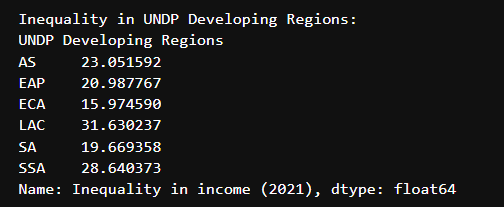 Inequality in UNDP Developing Regions:
UNDP Developing Regions
AS     23.051592
EAP    20.987767
ECA    15.974590
LAC    31.630237
SA     19.669358
SSA    28.640373
Name: Inequality in income (2021), dtype: float64